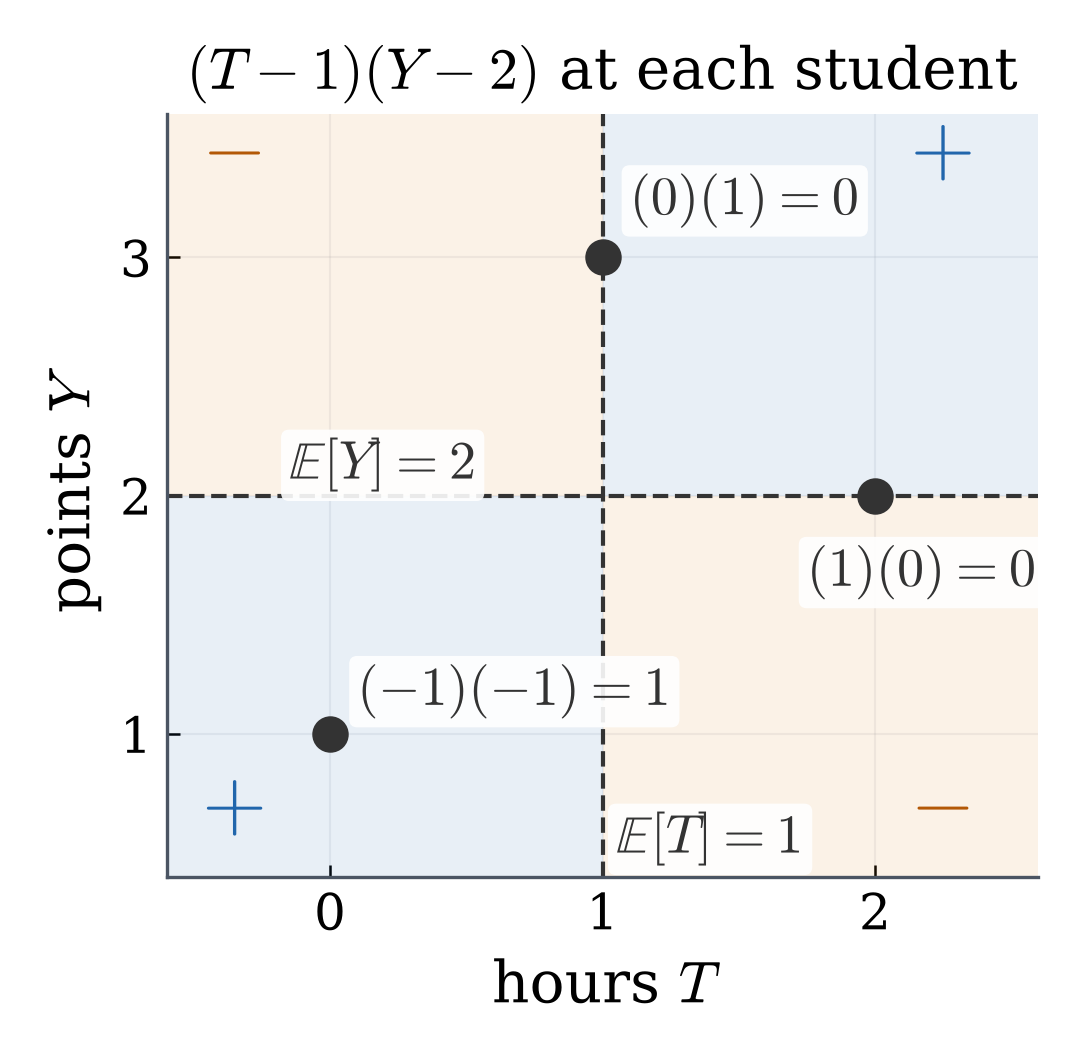 (T − 1)(Y − 2) at each student
−
+
(0)(1) = 0
3
𝔼[Y] = 2
2
(1)(0) = 0
(−1)(−1) = 1
1
+
−
𝔼[T] = 1
0
1
2
hours T
points Y